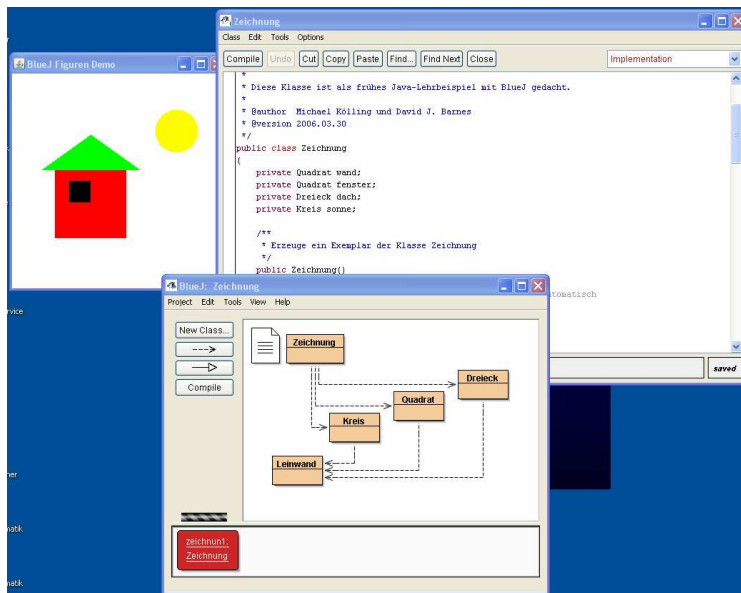 Zeichnung
Class Edit Tools Options
Compile Undo Cut Copy Paste Find... Find Next Close Implementation
*
* Diese Klasse ist als frühes Java-Lehrbeispiel mit BlueJ gedacht.
*
* @author Michael Kölling und David J. Barnes
* @version 2006.03.30
*/
public class Zeichnung
{
private Quadrat wand;
private Quadrat fenster;
private Dreieck dach;
private Kreis sonne;
/**
* Erzeuge ein Exemplar der Klasse Zeichnung
*/
public Zeichnung()
utomatisch
saved
BlueJ Figuren Demo
BlueJ: Zeichnung
Project Edit Tools View Help
New Class...
Compile
Zeichnung
Dreieck
Quadrat
Kreis
Leinwand
zeichnun1:
Zeichnung
rvice
ner
matik
matik